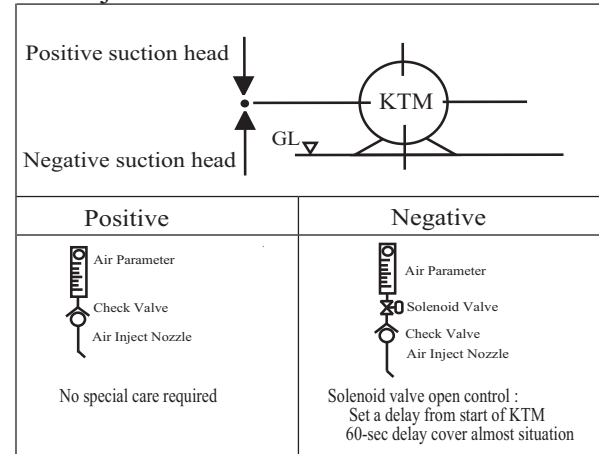 Positive suction head
KTM
GL
Negative suction head
Positive
Negative
Air Parameter
Check Valve
Air Inject Nozzle
No special care required
Air Parameter
Solenoid Valve
Check Valve
Air Inject Nozzle
Solenoid valve open control :
Set a delay from start of KTM
60-sec delay cover almost situation